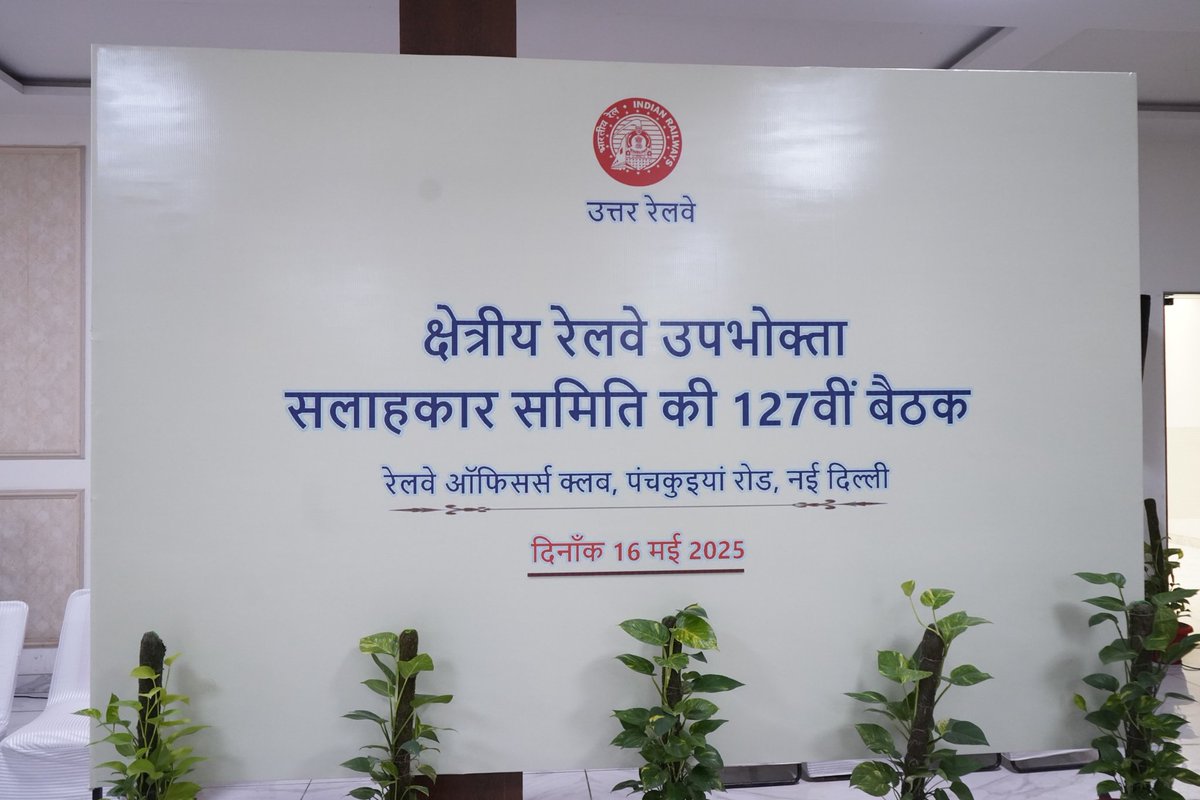 भारतीय रेल • INDIAN RAILWAYS
उत्तर रेलवे
क्षेत्रीय रेलवे उपभोक्ता
सलाहकार समिति की 127वीं बैठक
रेलवे ऑफिसर्स क्लब, पंचकुइयां रोड, नई दिल्ली
दिनाँक 16 मई 2025